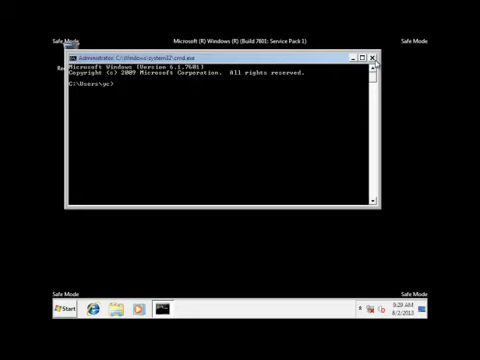 Safe Mode
Microsoft (R) Windows (R) (Build 7601: Service Pack 1)
Safe Mode
Administrator: C:\Windows\system32\cmd.exe
Microsoft Windows [Version 6.1.7601]
Copyright (c) 2009 Microsoft Corporation. All rights reserved.
C:\Users\yc>
Safe Mode
Safe Mode
Start
9:29 AM
8/2/2013